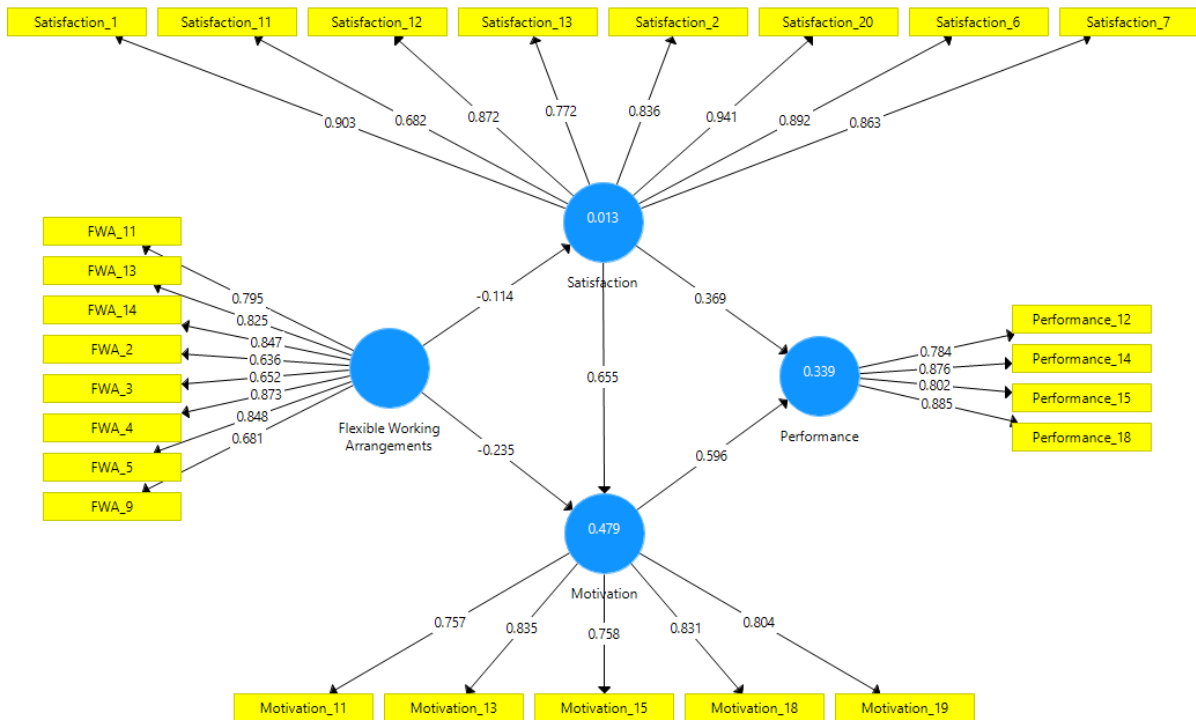 Satisfaction_1
Satisfaction_11
Satisfaction_12
Satisfaction_13
Satisfaction_2
Satisfaction_20
Satisfaction_6
Satisfaction_7
0.903
0.682
0.872
0.772
0.836
0.941
0.892
0.863
0.013
Satisfaction
FWA_11
FWA_13
FWA_14
FWA_2
FWA_3
FWA_4
FWA_5
FWA_9
0.795
0.825
0.847
0.636
0.652
0.873
0.848
0.681
Flexible Working
Arrangements
-0.114
-0.235
0.655
0.369
0.596
0.339
Performance
0.784
0.876
0.802
0.885
Performance_12
Performance_14
Performance_15
Performance_18
0.479
Motivation
0.757
0.835
0.758
0.831
0.804
Motivation_11
Motivation_13
Motivation_15
Motivation_18
Motivation_19